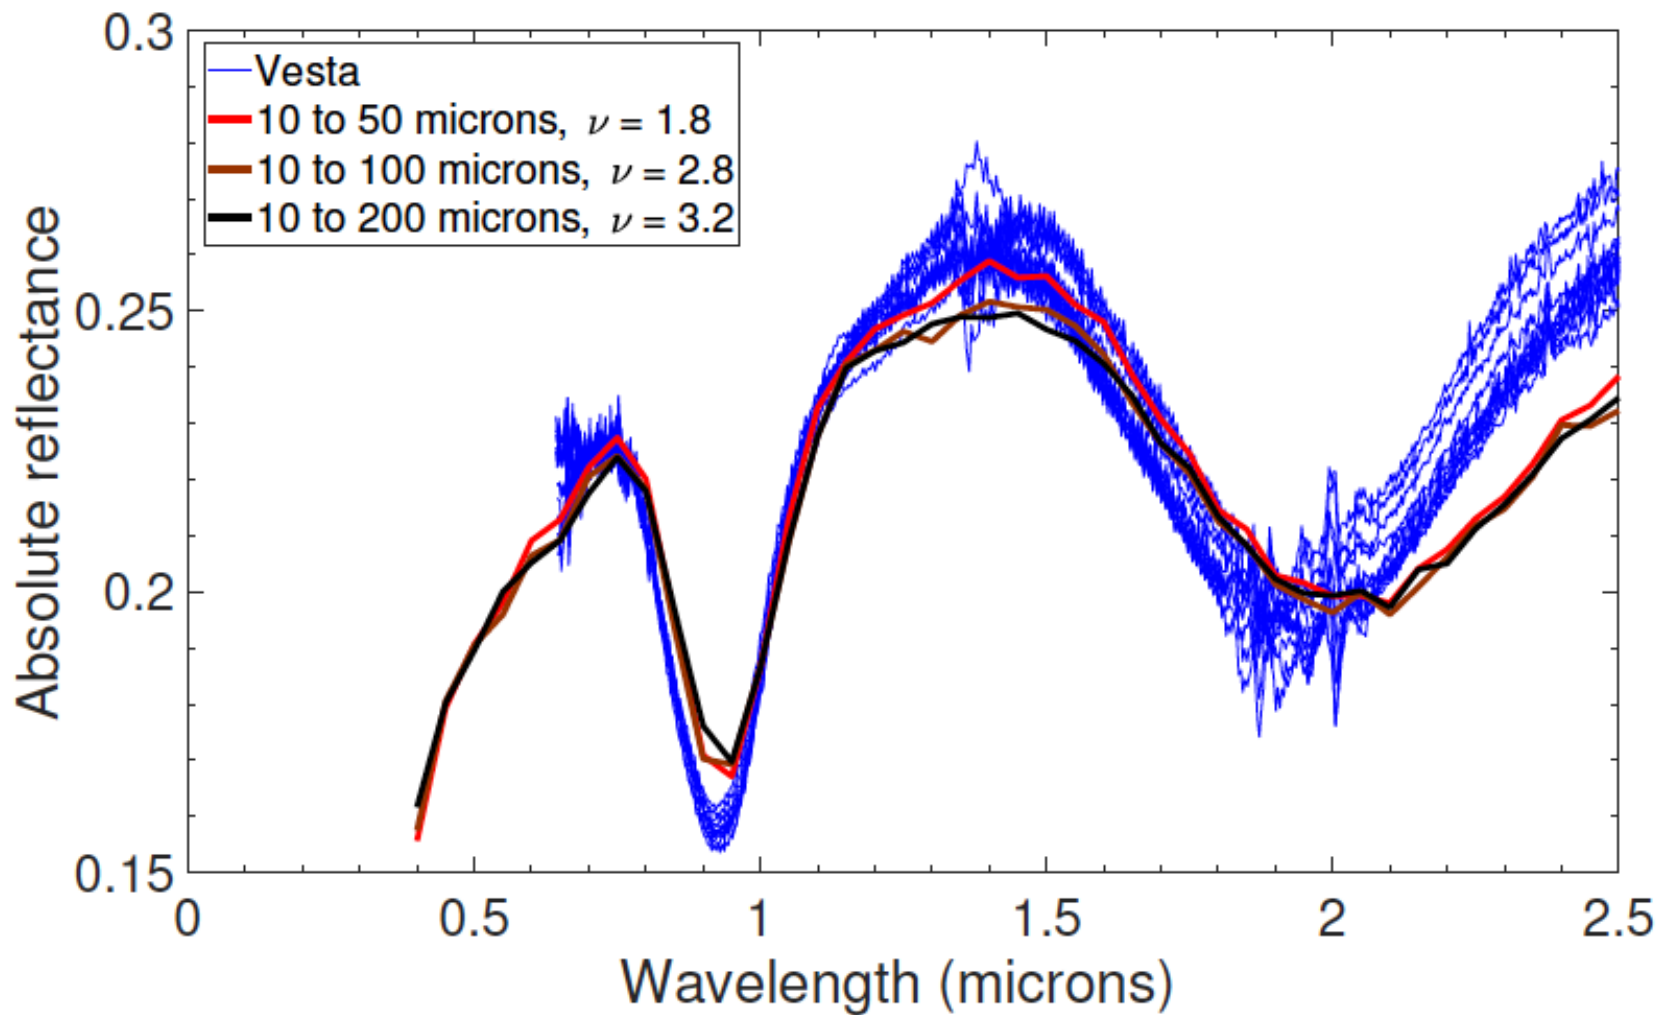 0.3
0.25
0.2
0.15
Absolute reflectance
Vesta
10 to 50 microns, ν = 1.8
10 to 100 microns, ν = 2.8
10 to 200 microns, ν = 3.2
0 0.5 1 1.5 2 2.5
Wavelength (microns)